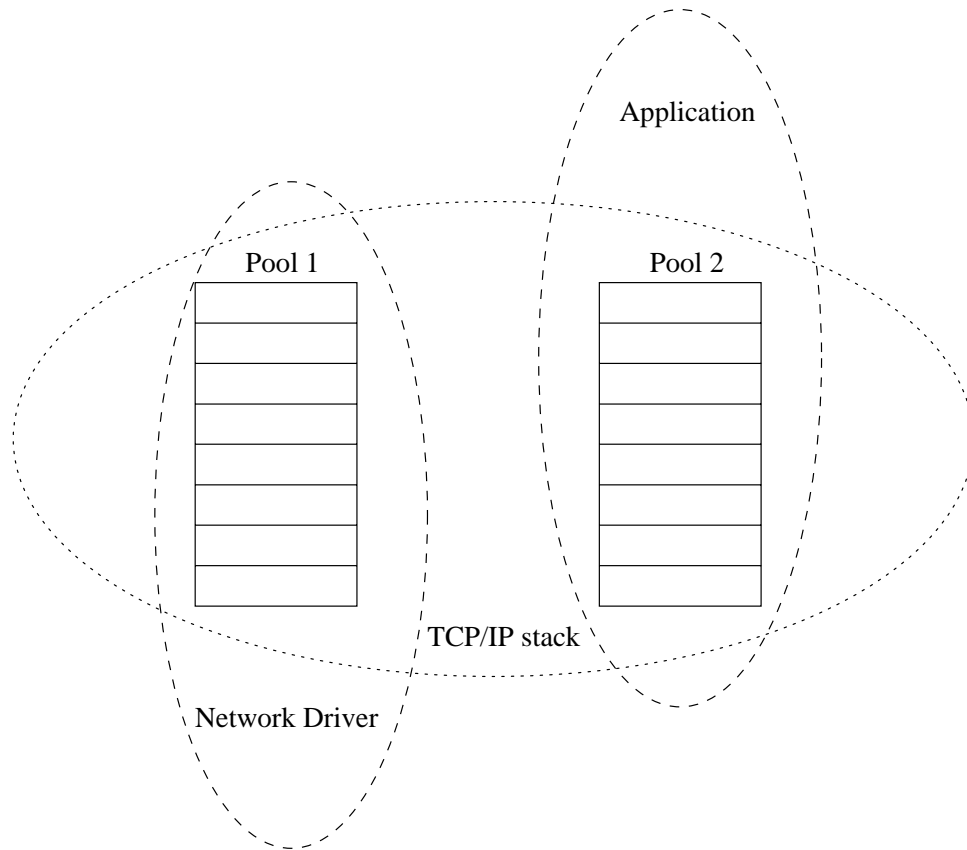 Application
Pool 1
Pool 2
TCP/IP stack
Network Driver